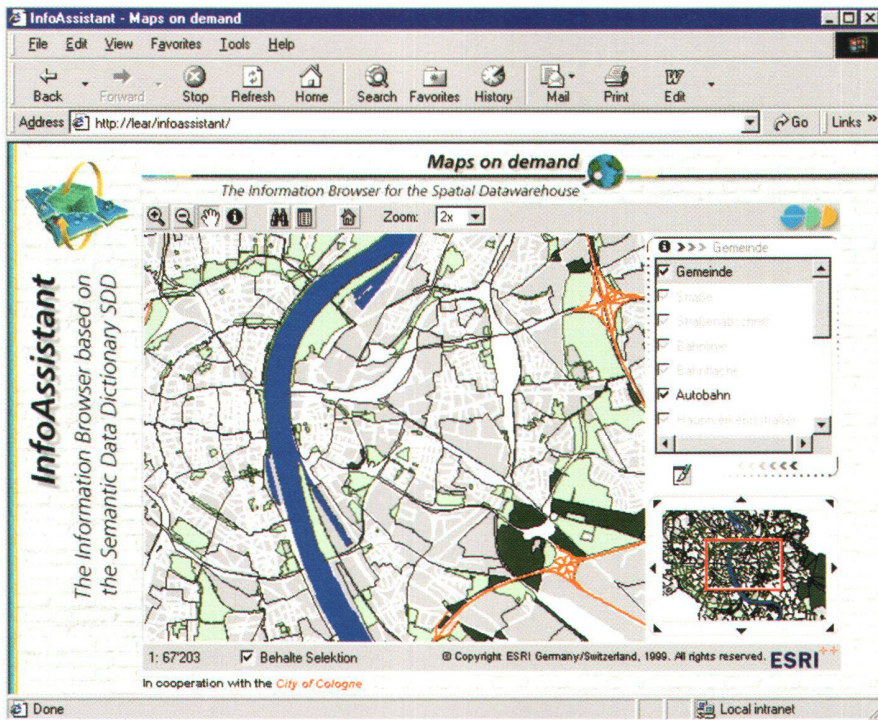 InfoAssistant - Maps on demand
File Edit View Favorites Tools Help
Back Forward Stop Refresh Home Search Favorites History Mail Print Edit
Address http://lear/infoassistant/ Go Links »
Maps on demand
The Information Browser for the Spatial Datawarehouse
InfoAssistant
The Information Browser based on
the Semantic Data Dictionary SDD
Zoom: 2x
>>> Gemeinde
Gemeinde
Straße
Straßenabschnitt
Bahnlinie
Bahnfläche
Autobahn
<<<<<<
1: 67'203 Behalte Selektion © Copyright ESRI Germany/Switzerland, 1999. All rights reserved. ESRI++
In cooperation with the City of Cologne
Done Local intranet